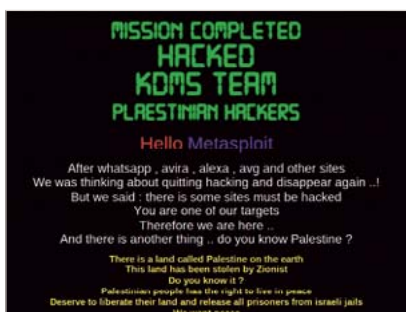 MISSION COMPLETED
HACKED
KDMS TEAM
PLAESTINIAN HACKERS
Hello Metasploit
After whatsapp , avira , alexa , avg and other sites
We was thinking about quitting hacking and disappear again ..!
But we said : there is some sites must be hacked
You are one of our targets
Therefore we are here ..
And there is another thing .. do you know Palestine ?
There is a land called Palestine on the earth
This land has been stolen by Zionist
Do you know it ?
Palestinian people has the right to live in peace
Deserve to liberate their land and release all prisoners from israeli jails
We want peace